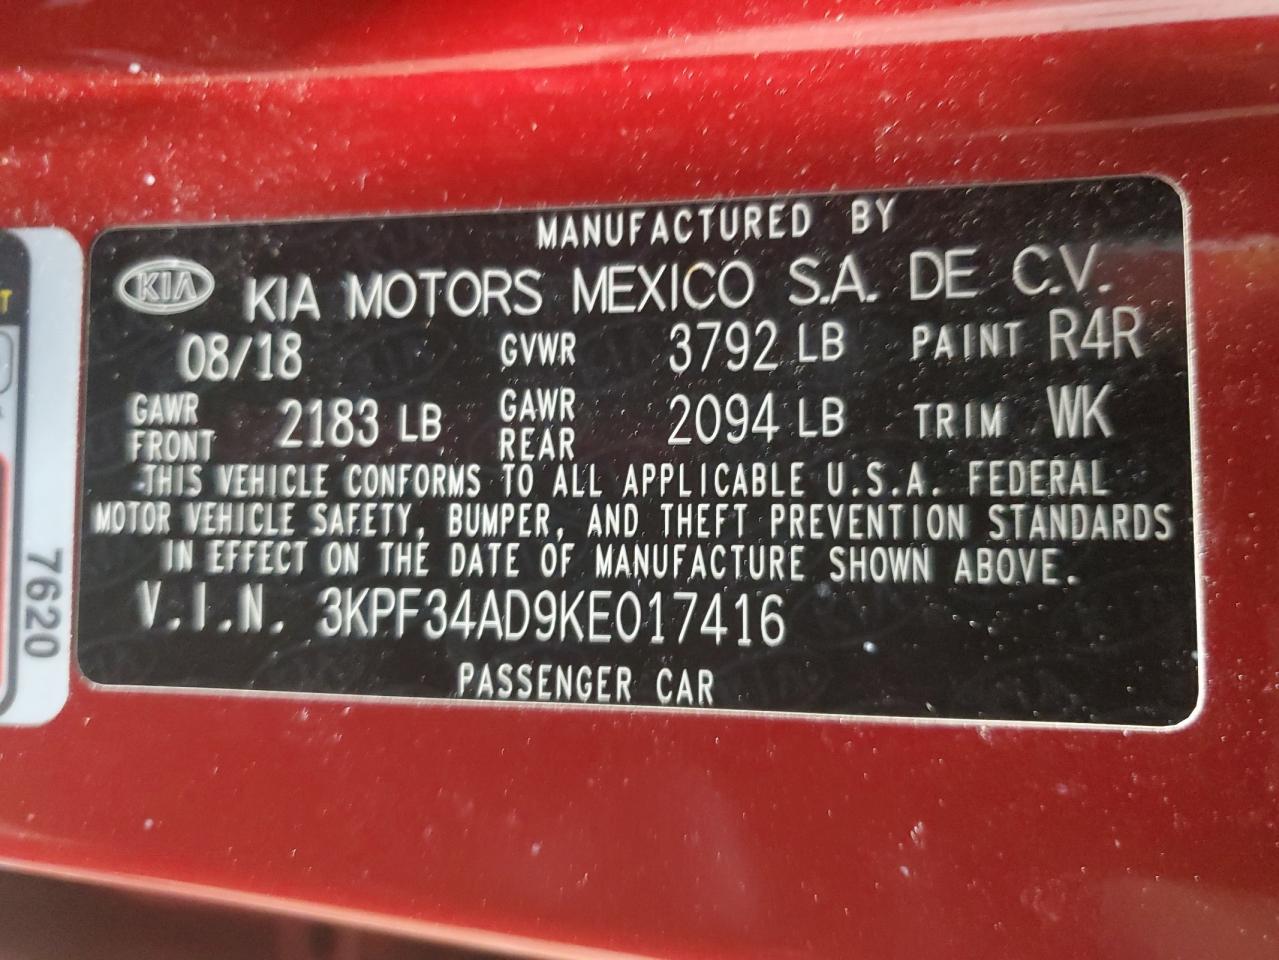 MANUFACTURED BY
KIA KIA MOTORS MEXICO S.A. DE C.V.
08/18 GVWR 3792 LB PAINT R4R
GAWR FRONT 2183 LB GAWR REAR 2094 LB TRIM WK
THIS VEHICLE CONFORMS TO ALL APPLICABLE U.S.A. FEDERAL
MOTOR VEHICLE SAFETY, BUMPER, AND THEFT PREVENTION STANDARDS
IN EFFECT ON THE DATE OF MANUFACTURE SHOWN ABOVE.
V.I.N. 3KPF34AD9KE017416
PASSENGER CAR
7620